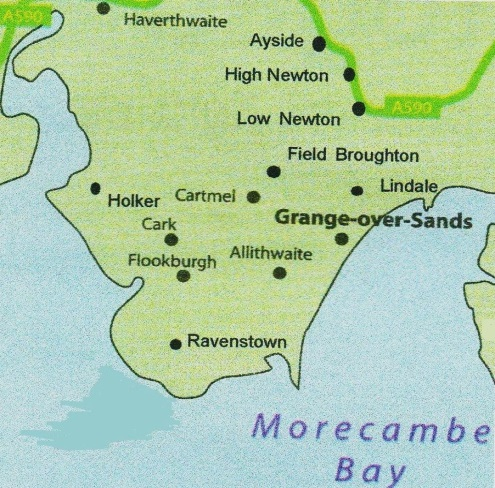 A590
Haverthwaite
Ayside
High Newton
A590
Low Newton
Field Broughton
Lindale
Cartmel
Holker
Grange-over-Sands
Cark
Allithwaite
Flookburgh
Ravenstown
Morecambe
Bay